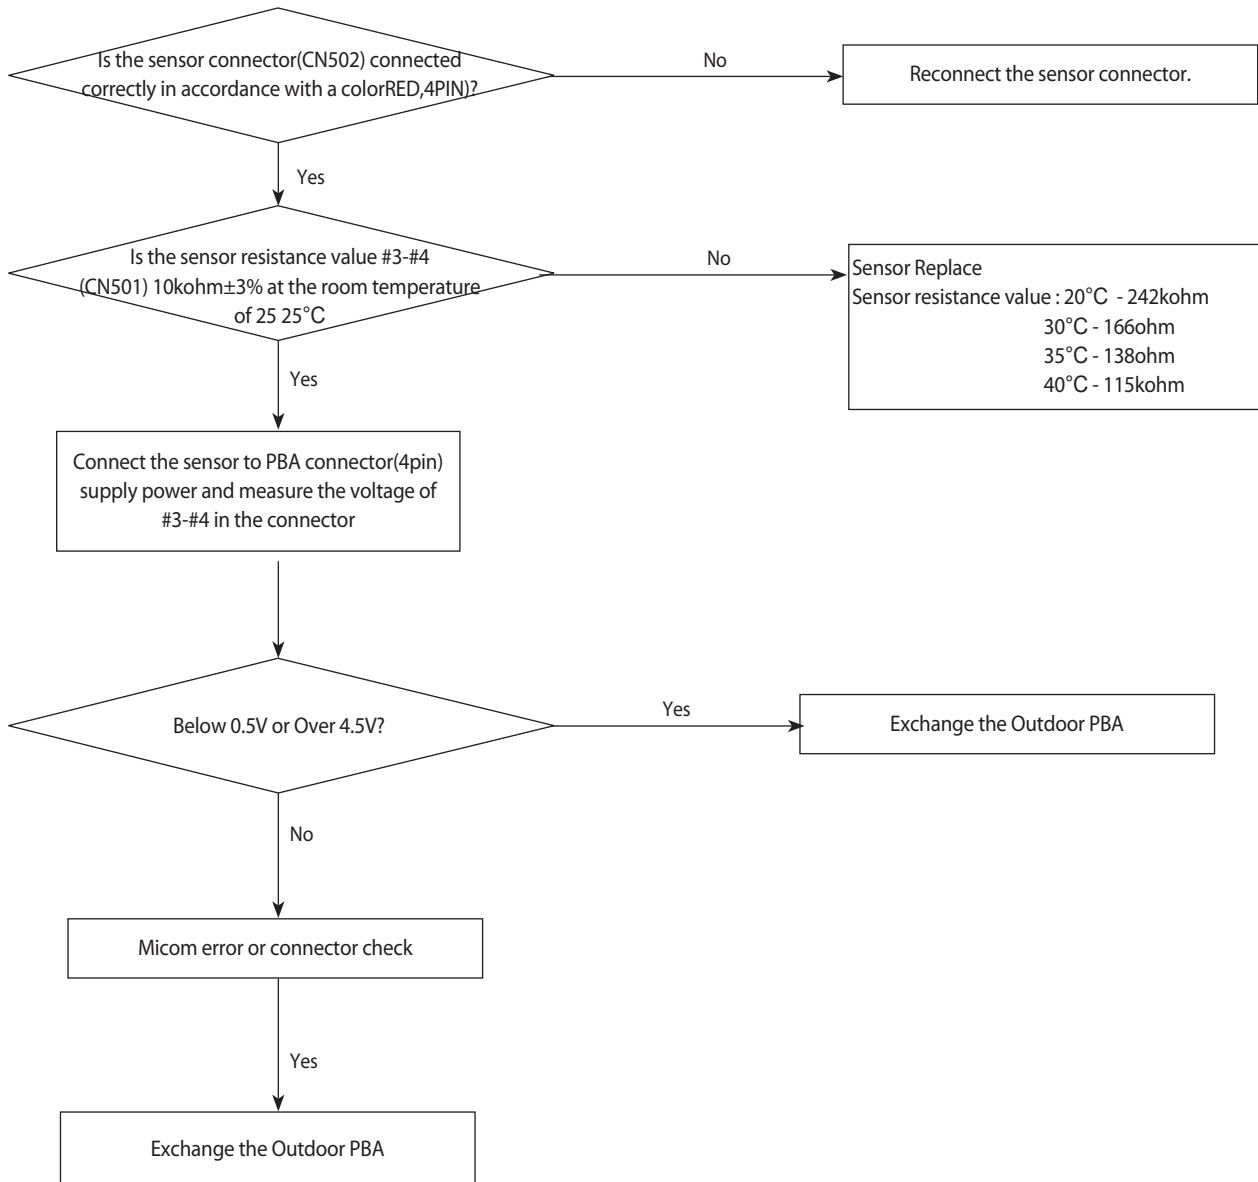 Is the sensor connector(CN502) connected
correctly in accordance with a colorRED,4PIN)?
No
Reconnect the sensor connector.
Yes
Is the sensor resistance value #3-#4
(CN501) 10kohm±3% at the room temperature
of 25 25°C
No
Sensor Replace
Sensor resistance value : 20°C - 242kohm
30°C - 166ohm
35°C - 138ohm
40°C - 115kohm
Yes
Connect the sensor to PBA connector(4pin)
supply power and measure the voltage of
#3-#4 in the connector
Below 0.5V or Over 4.5V?
Yes
Exchange the Outdoor PBA
No
Micom error or connector check
Yes
Exchange the Outdoor PBA